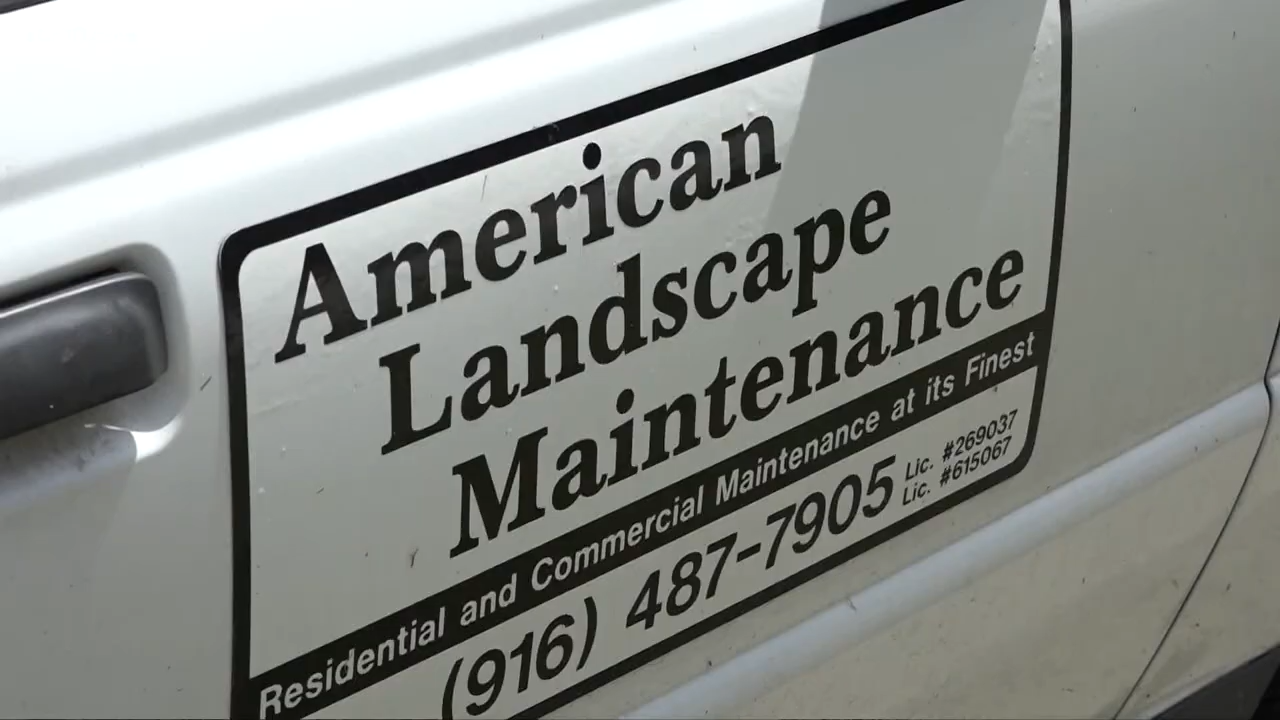 American
Landscape
Maintenance
Residential and Commercial Maintenance at its Finest
(916) 487-7905
Lic. #269037
Lic. #615067